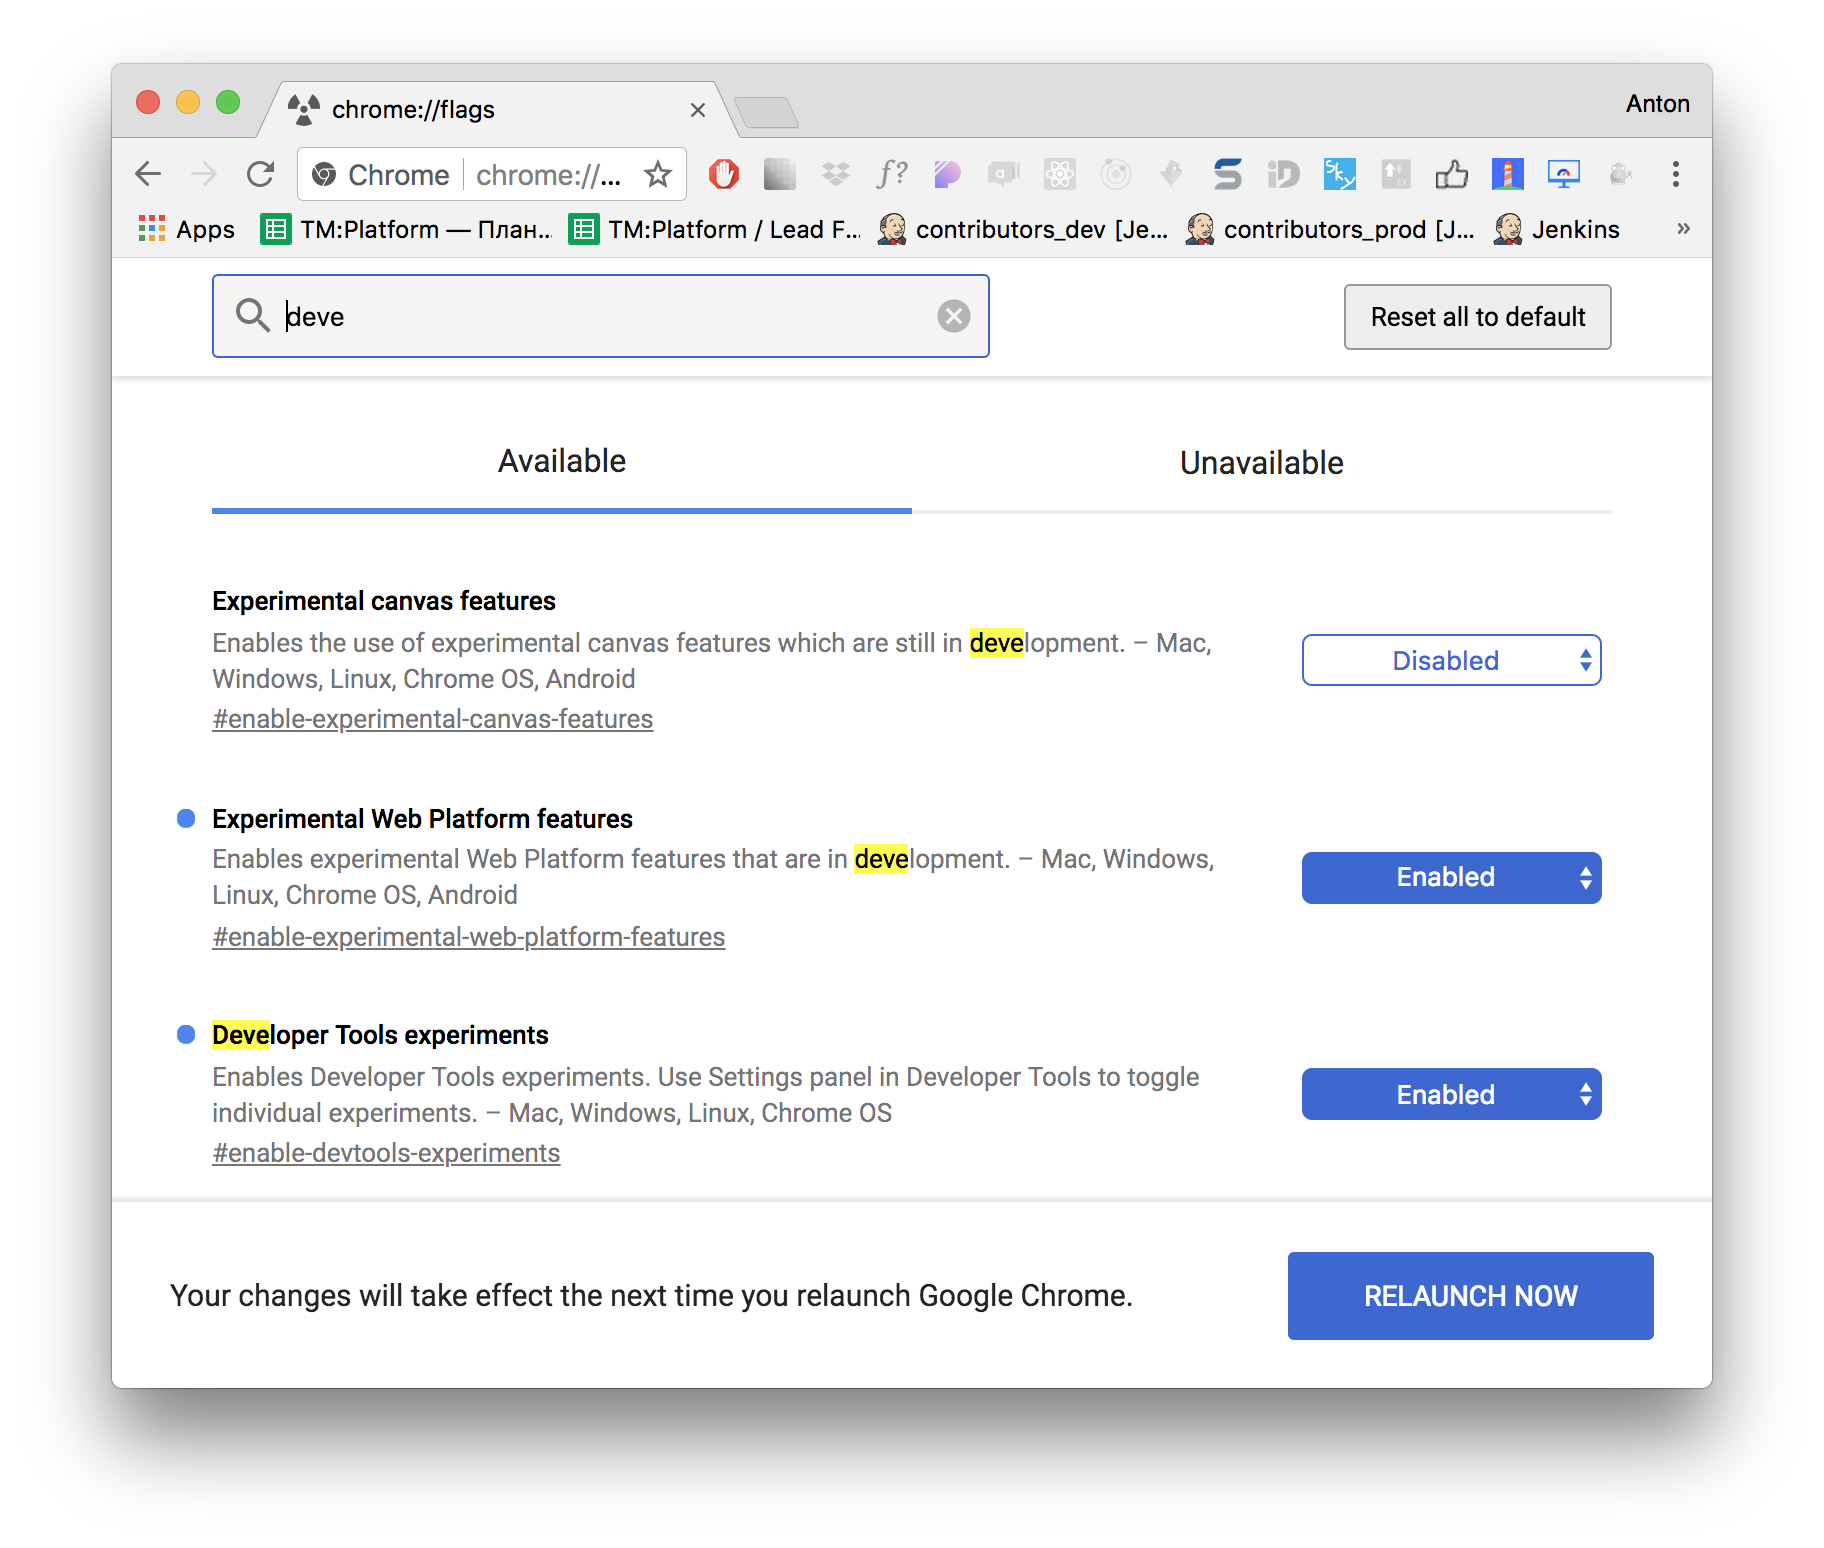 chrome://flags
Anton
Chrome chrome://...
f?
a
S
iD
Sky
EX
Apps TM:Platform — План... TM:Platform / Lead F... contributors_dev [Je... contributors_prod [J... Jenkins »
deve
Reset all to default
Available
Unavailable
Experimental canvas features
Enables the use of experimental canvas features which are still in development. – Mac,
Windows, Linux, Chrome OS, Android
#enable-experimental-canvas-features
Disabled
Experimental Web Platform features
Enables experimental Web Platform features that are in development. – Mac, Windows,
Linux, Chrome OS, Android
#enable-experimental-web-platform-features
Enabled
Developer Tools experiments
Enables Developer Tools experiments. Use Settings panel in Developer Tools to toggle
individual experiments. – Mac, Windows, Linux, Chrome OS
#enable-devtools-experiments
Enabled
Your changes will take effect the next time you relaunch Google Chrome.
RELAUNCH NOW